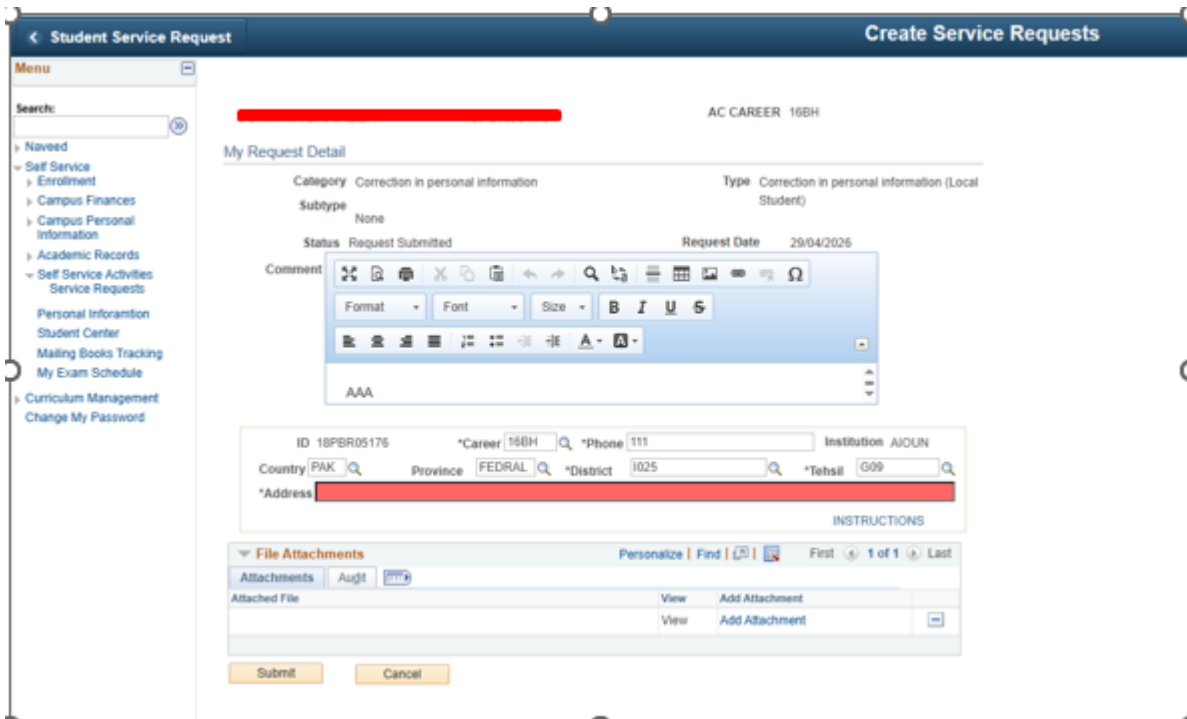 Student Service Request
Create Service Requests
Menu
Search:
Naveed
Self Service
Enrollment
Campus Finances
Campus Personal
Information
Academic Records
Self Service Activities
Service Requests
Personal Inforamtion
Student Center
Mailing Books Tracking
My Exam Schedule
Curriculum Management
Change My Password
AC CAREER 16BH
My Request Detail
Category Correction in personal information
Type Correction in personal information (Local
Student)
Subtype
None
Status Request Submitted
Request Date 29/04/2026
Comment
Format Font Size B I U S
A A
AAA
ID 18PBR05176 *Career 16BH *Phone 111 Institution AIOUN
Country PAK Province FEDRAL *District I025 *Tehsil G09
*Address
INSTRUCTIONS
File Attachments Personalize | Find | First 1 of 1 Last
Attachments Audit
Attached File View Add Attachment
View Add Attachment
Submit Cancel